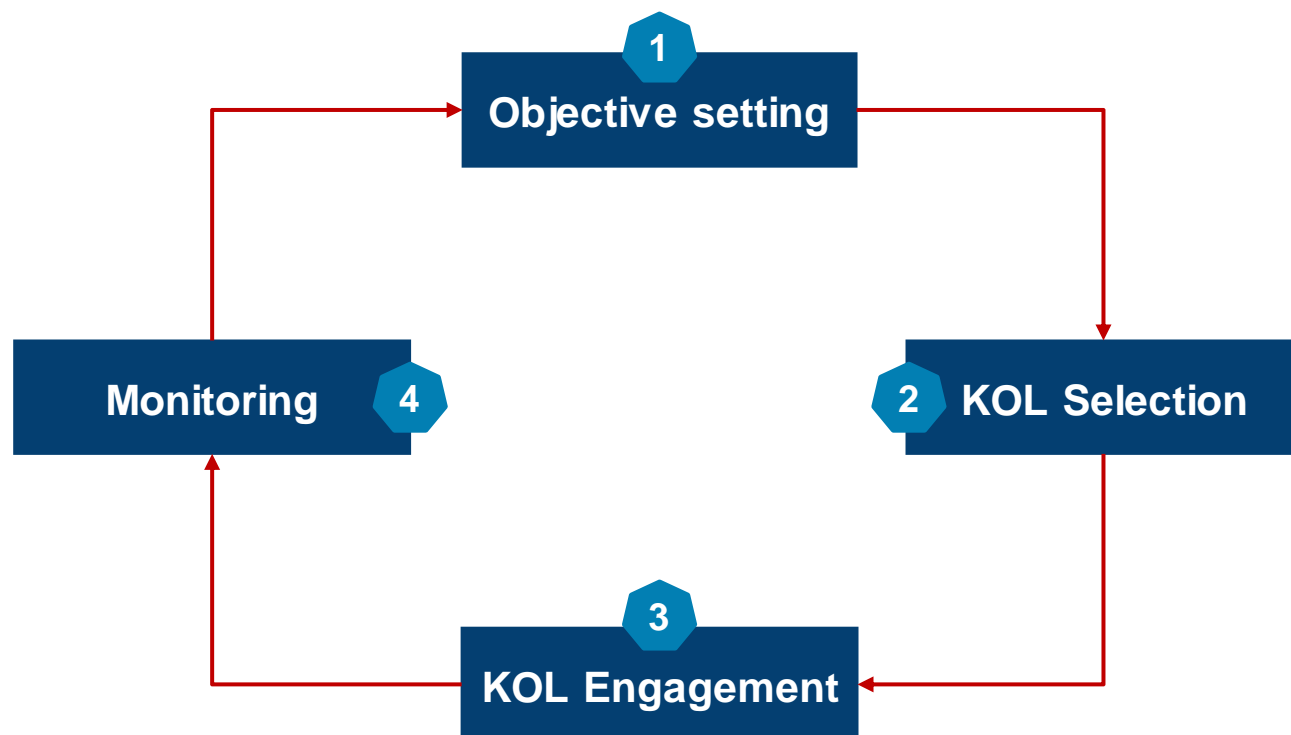 1
Objective setting
2
KOL Selection
3
KOL Engagement
4
Monitoring